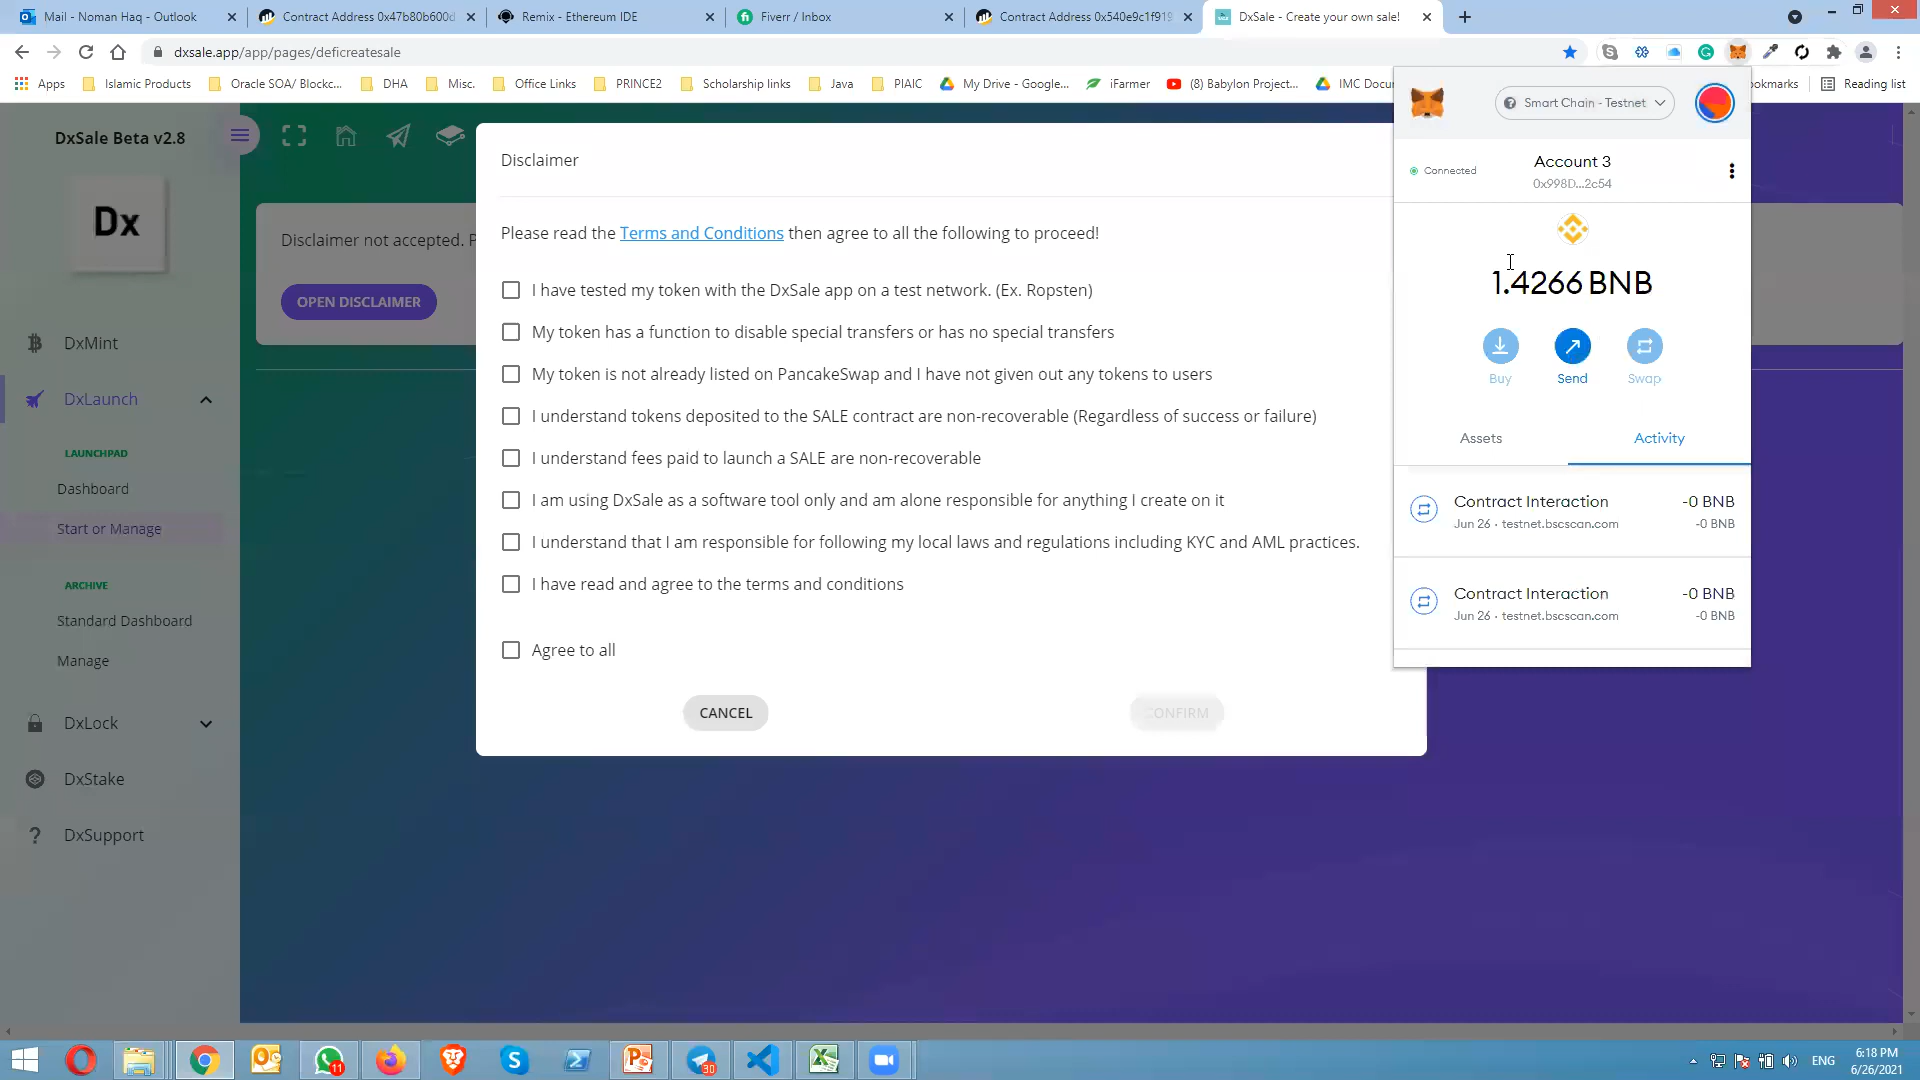 Mail - Noman Haq - Outlook
Contract Address 0x47b80b600d
Remix - Ethereum IDE
Fiverr / Inbox
Contract Address 0x540e9c1f919
DxSale - Create your own sale!
dxsale.app/app/pages/deficreatesale
Apps
Islamic Products
Oracle SOA/ Blockc...
DHA
Misc.
Office Links
PRINCE2
Scholarship links
Java
PIAIC
My Drive - Google...
iFarmer
(8) Babylon Project...
IMC Docu
okmarks
Reading list
DxSale Beta v2.8
Dx
DxMint
DxLaunch
LAUNCHPAD
Dashboard
Start or Manage
ARCHIVE
Standard Dashboard
Manage
DxLock
DxStake
DxSupport
Disclaimer not accepted. P
OPEN DISCLAIMER
Disclaimer
Please read the Terms and Conditions then agree to all the following to proceed!
I have tested my token with the DxSale app on a test network. (Ex. Ropsten)
My token has a function to disable special transfers or has no special transfers
My token is not already listed on PancakeSwap and I have not given out any tokens to users
I understand tokens deposited to the SALE contract are non-recoverable (Regardless of success or failure)
I understand fees paid to launch a SALE are non-recoverable
I am using DxSale as a software tool only and am alone responsible for anything I create on it
I understand that I am responsible for following my local laws and regulations including KYC and AML practices.
I have read and agree to the terms and conditions
Agree to all
CANCEL
CONFIRM
Smart Chain - Testnet
Connected
Account 3
0x998D...2c54
1.4266 BNB
Buy
Send
Swap
Assets
Activity
Contract Interaction
-0 BNB
Jun 26 · testnet.bscscan.com
-0 BNB
Contract Interaction
-0 BNB
Jun 26 · testnet.bscscan.com
-0 BNB
11
30
ENG
6:18 PM
6/26/2021